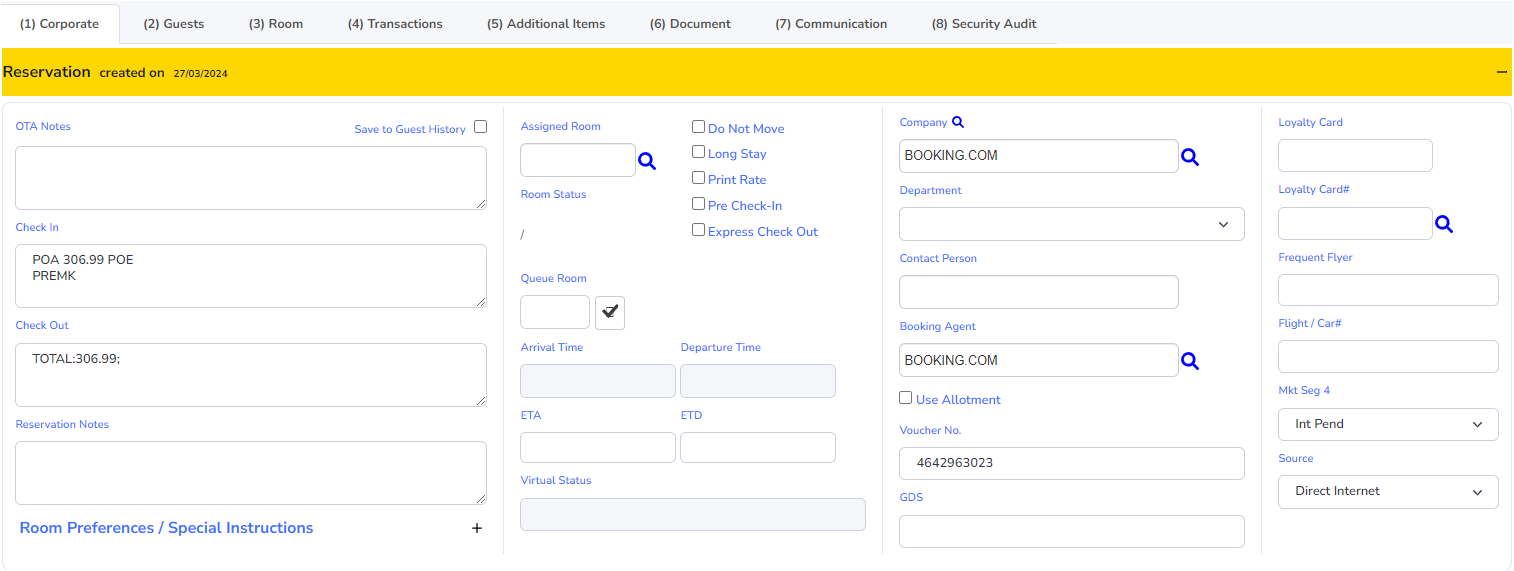 (1) Corporate (2) Guests (3) Room (4) Transactions (5) Additional Items (6) Document (7) Communication (8) Security Audit
Reservation created on 27/03/2024
OTA Notes
Save to Guest History
Check In
POA 306.99 POE
PREMK
Check Out
TOTAL:306.99;
Reservation Notes
Room Preferences / Special Instructions +
Assigned Room
Room Status
/
Do Not Move
Long Stay
Print Rate
Pre Check-In
Express Check Out
Queue Room
Arrival Time Departure Time
ETA ETD
Virtual Status
Company
BOOKING.COM
Department
Contact Person
Booking Agent
BOOKING.COM
Use Allotment
Voucher No.
4642963023
GDS
Loyalty Card
Loyalty Card#
Frequent Flyer
Flight / Car#
Mkt Seg 4
Int Pend
Source
Direct Internet